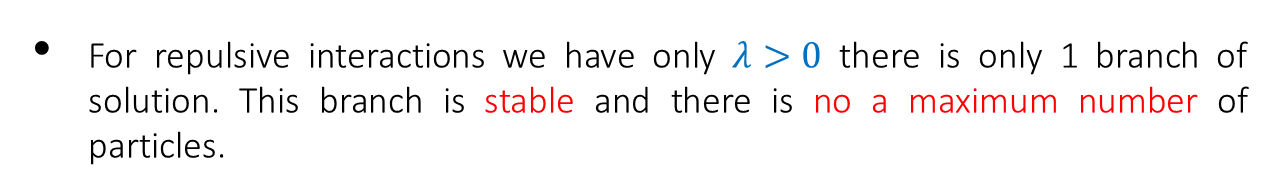 • For repulsive interactions we have only λ > 0 there is only 1 branch of
solution. This branch is stable and there is no a maximum number of
particles.